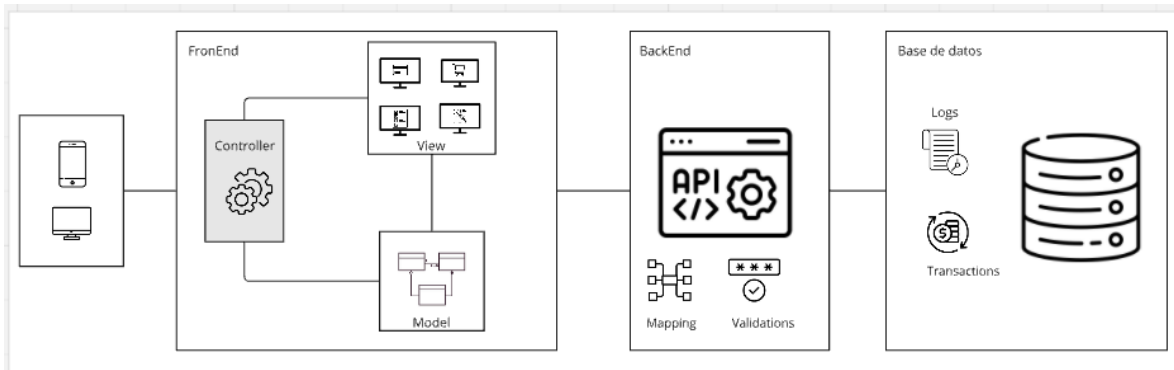 FronEnd
Controller
View
Model
BackEnd
API
</>
Mapping
Validations
Base de datos
Logs
Transactions